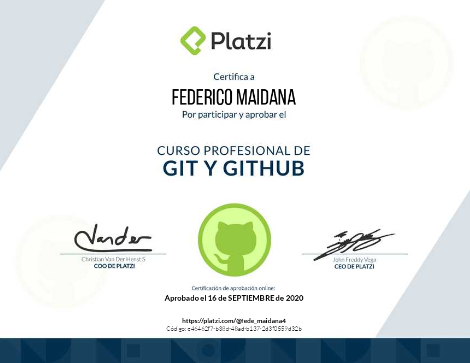 Platzi
Certifica a
FEDERICO MAIDANA
Por participar y aprobar el
CURSO PROFESIONAL DE
GIT Y GITHUB
Christian Van Der Henst S
COO DE PLATZI
John Freddy Vega
CEO DE PLATZI
Certificación de aprobación online:
Aprobado el 16 de SEPTIEMBRE de 2020
https://platzi.com/@fede_maidana4
Código: